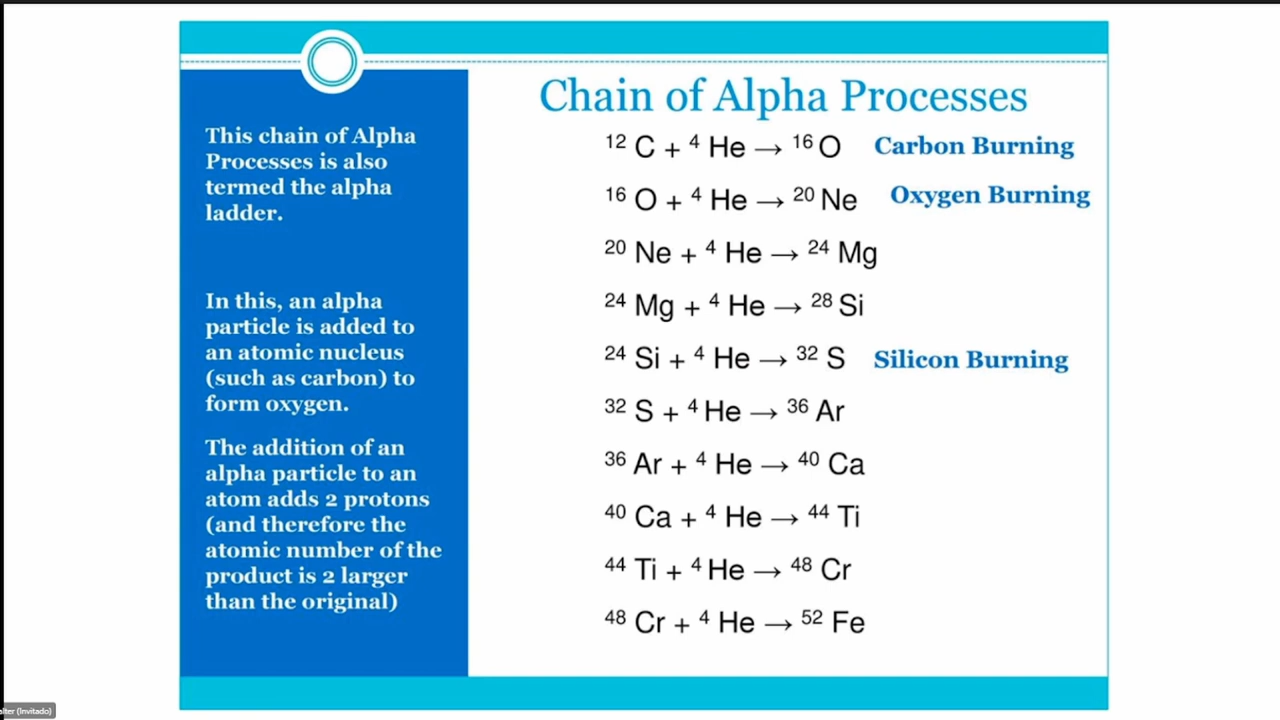 Chain of Alpha Processes
This chain of Alpha
Processes is also
termed the alpha
ladder.
In this, an alpha
particle is added to
an atomic nucleus
(such as carbon) to
form oxygen.
The addition of an
alpha particle to an
atom adds 2 protons
(and therefore the
atomic number of the
product is 2 larger
than the original)
¹² C + ⁴ He → ¹⁶ O Carbon Burning
¹⁶ O + ⁴ He → ²⁰ Ne Oxygen Burning
²⁰ Ne + ⁴ He → ²⁴ Mg
²⁴ Mg + ⁴ He → ²⁸ Si
²⁴ Si + ⁴ He → ³² S Silicon Burning
³² S + ⁴ He → ³⁶ Ar
³⁶ Ar + ⁴ He → ⁴⁰ Ca
⁴⁰ Ca + ⁴ He → ⁴⁴ Ti
⁴⁴ Ti + ⁴ He → ⁴⁸ Cr
⁴⁸ Cr + ⁴ He → ⁵² Fe
(Invitado)